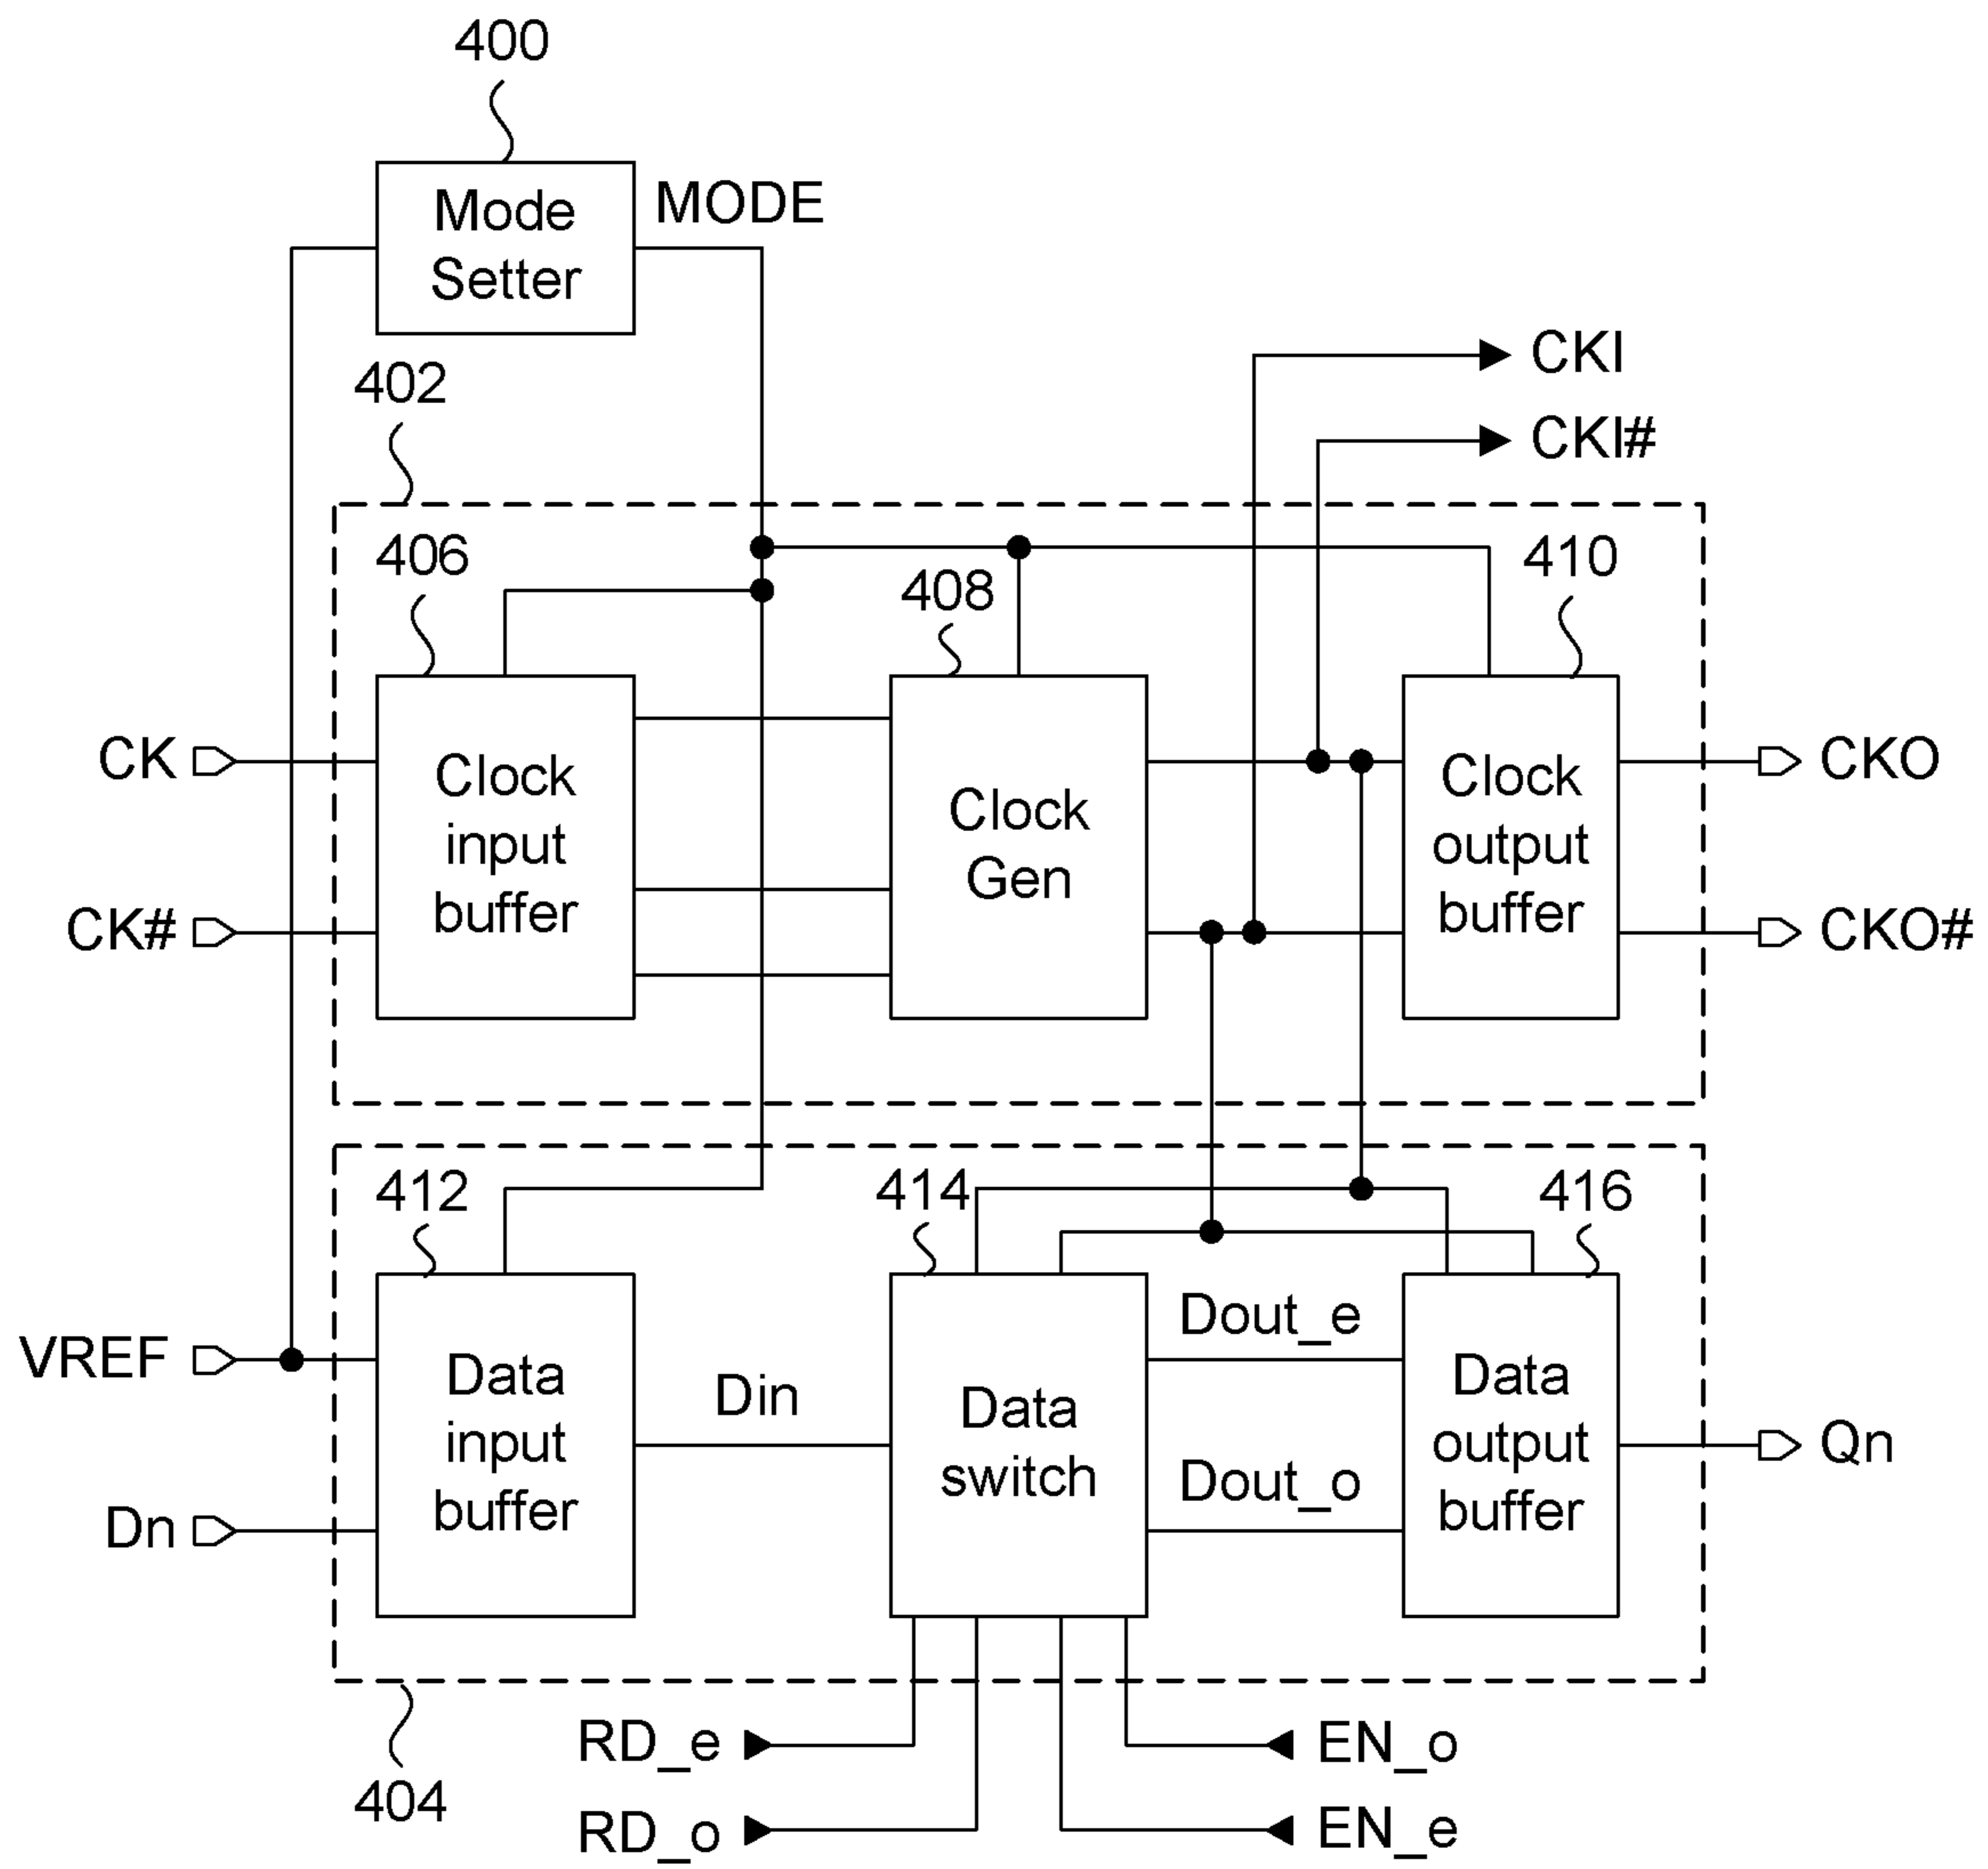 400
Mode
Setter
MODE
402
CKI
CKI#
406
408
410
CK
CK#
Clock
input
buffer
Clock
Gen
Clock
output
buffer
CKO
CKO#
412
414
416
VREF
Dn
Data
input
buffer
Din
Data
switch
Dout_e
Dout_o
Data
output
buffer
Qn
404
RD_e
RD_o
EN_o
EN_e